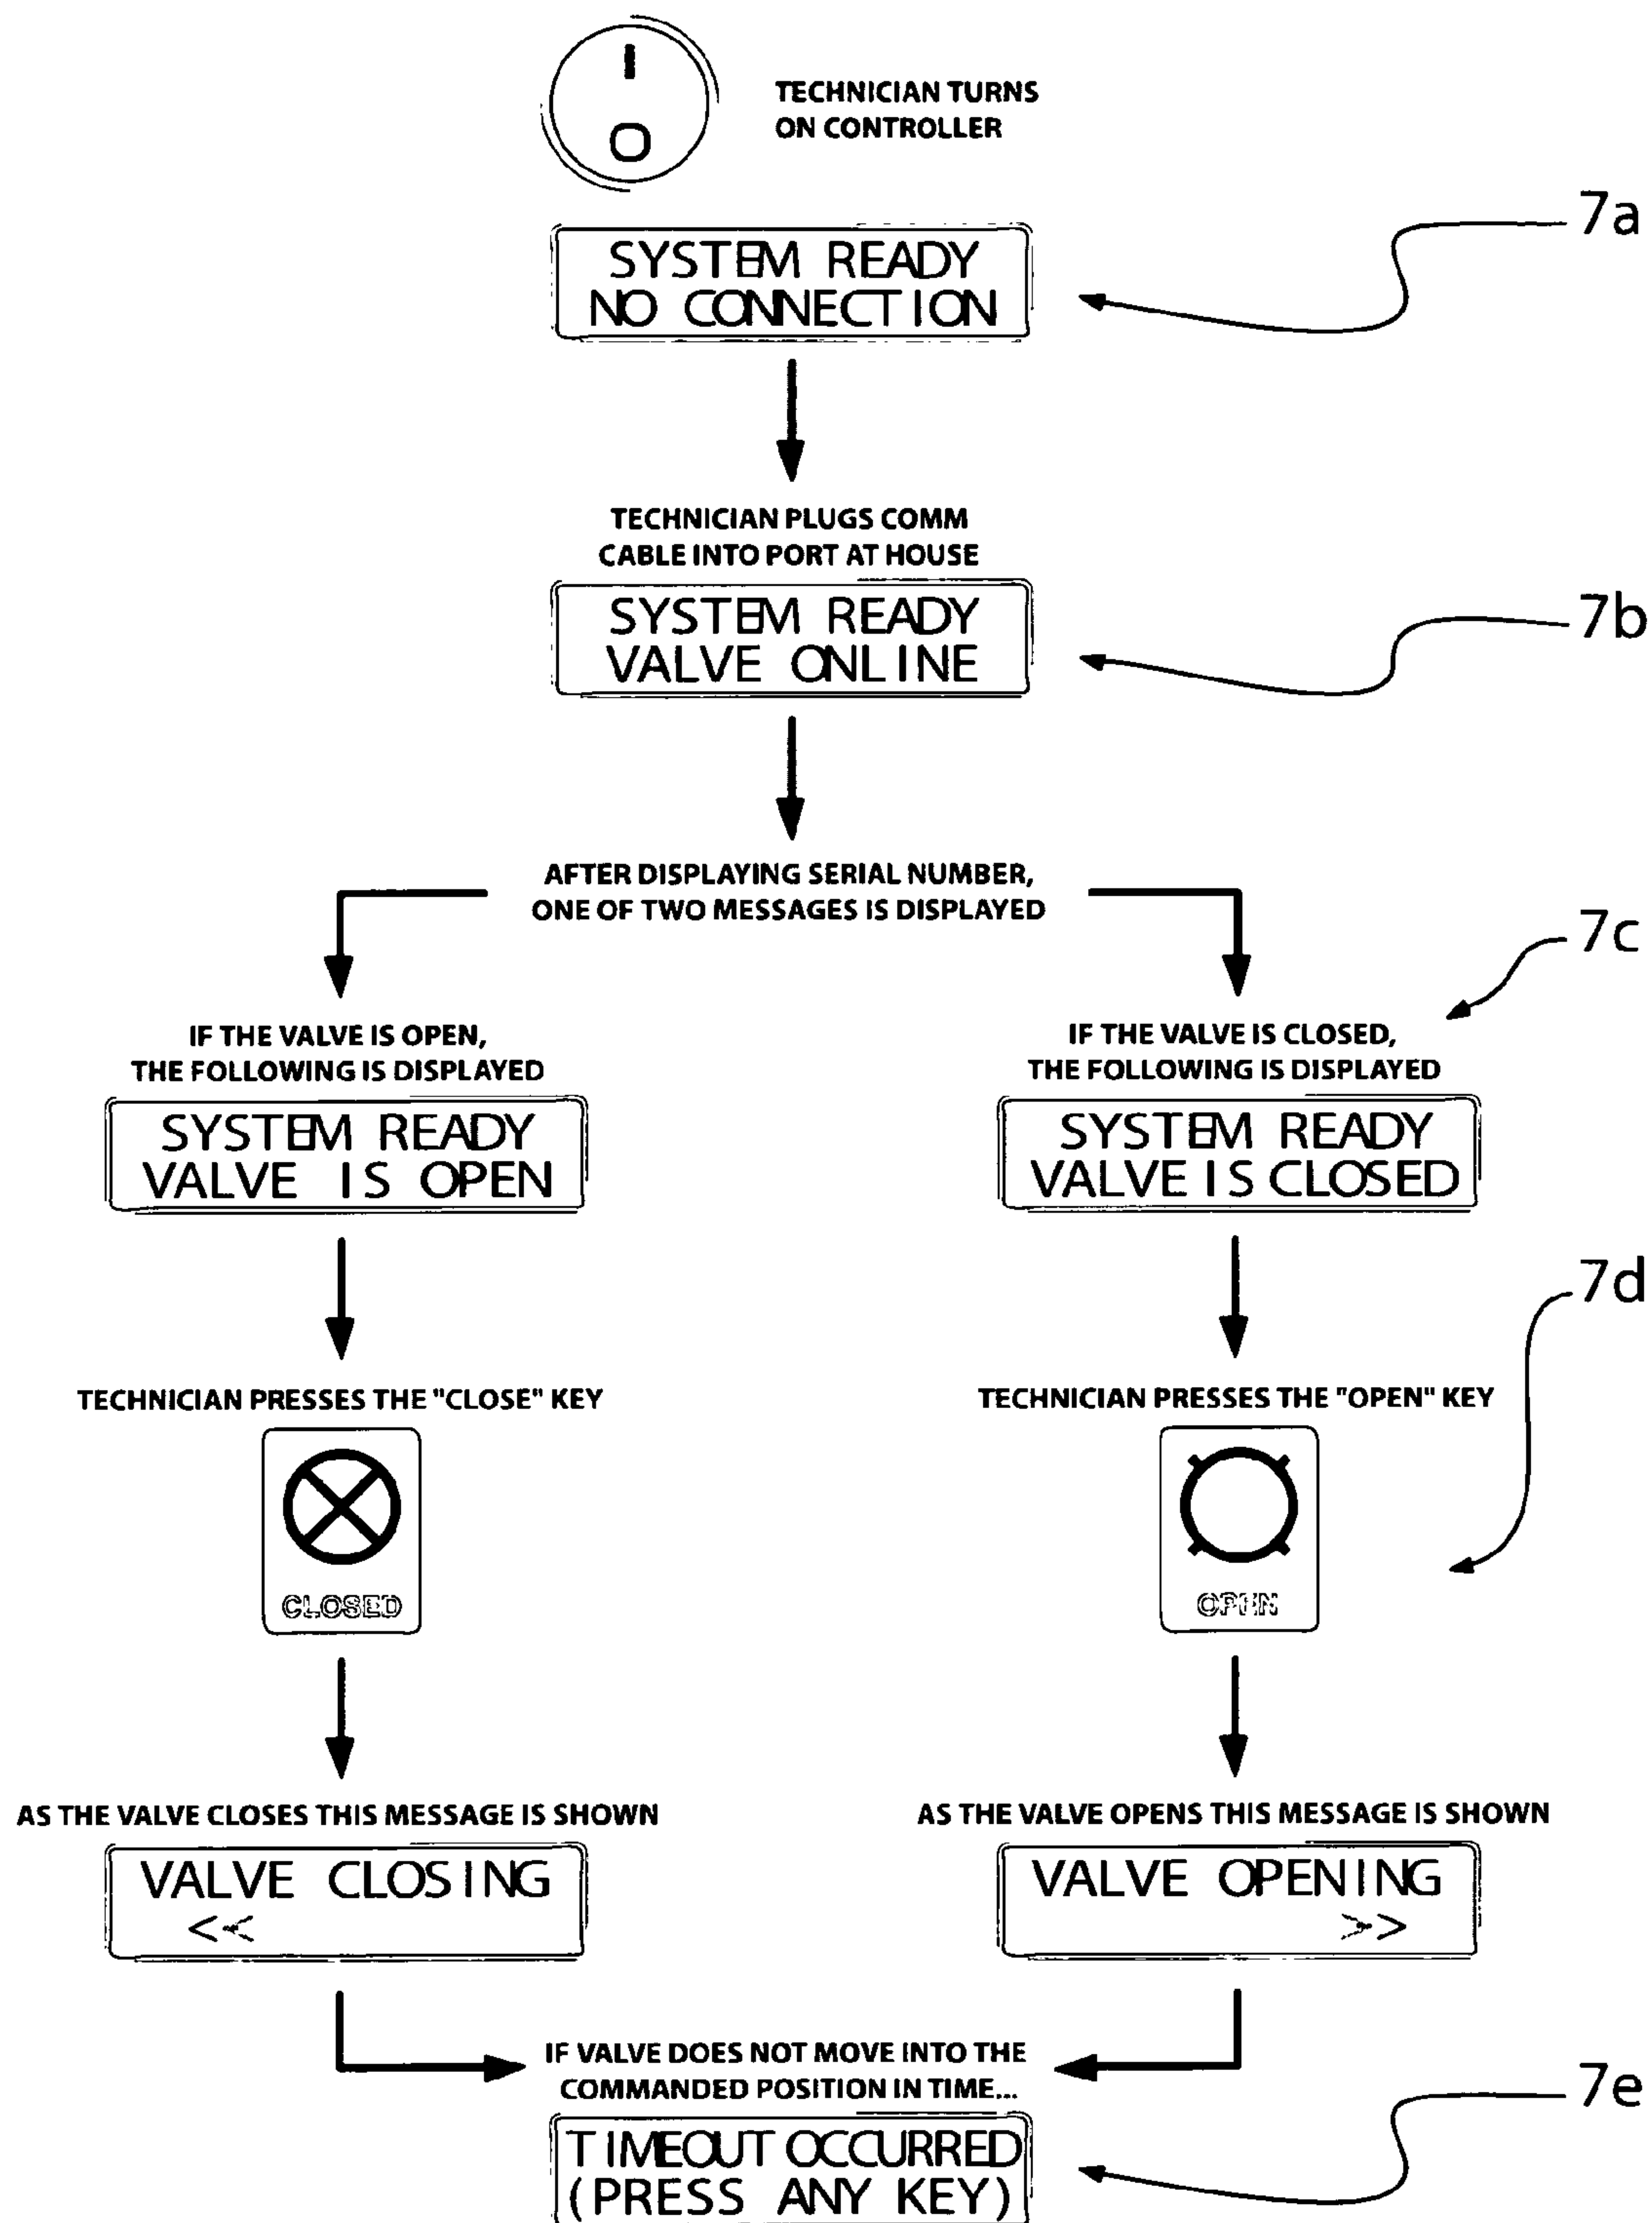 I
O
TECHNICIAN TURNS
ON CONTROLLER
7a
SYSTEM READY
NO CONNECTION
TECHNICIAN PLUGS COMM
CABLE INTO PORT AT HOUSE
7b
SYSTEM READY
VALVE ONLINE
AFTER DISPLAYING SERIAL NUMBER,
ONE OF TWO MESSAGES IS DISPLAYED
7c
IF THE VALVE IS OPEN,
THE FOLLOWING IS DISPLAYED
SYSTEM READY
VALVE IS OPEN
IF THE VALVE IS CLOSED,
THE FOLLOWING IS DISPLAYED
SYSTEM READY
VALVE IS CLOSED
7d
TECHNICIAN PRESSES THE "CLOSE" KEY
CLOSED
TECHNICIAN PRESSES THE "OPEN" KEY
OPEN
AS THE VALVE CLOSES THIS MESSAGE IS SHOWN
VALVE CLOSING
<<
AS THE VALVE OPENS THIS MESSAGE IS SHOWN
VALVE OPENING
>>
IF VALVE DOES NOT MOVE INTO THE
COMMANDED POSITION IN TIME...
7e
TIMEOUT OCCURRED
(PRESS ANY KEY)